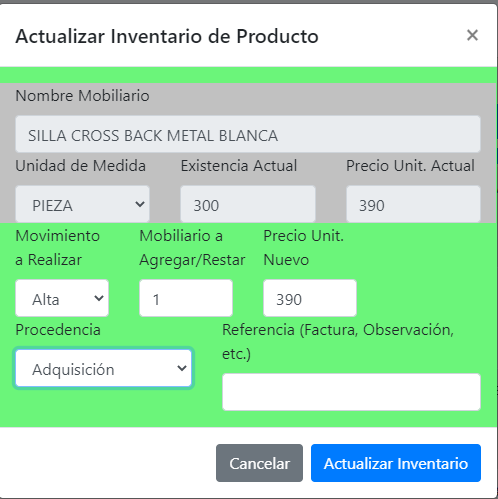 Actualizar Inventario de Producto ×
Nombre Mobiliario
SILLA CROSS BACK METAL BLANCA
Unidad de Medida Existencia Actual Precio Unit. Actual
PIEZA 300 390
Movimiento a Realizar
Mobiliario a Agregar/Restar
Precio Unit. Nuevo
Alta 1 390
Procedencia
Referencia (Factura, Observación,
etc.)
Adquisición
Cancelar Actualizar Inventario